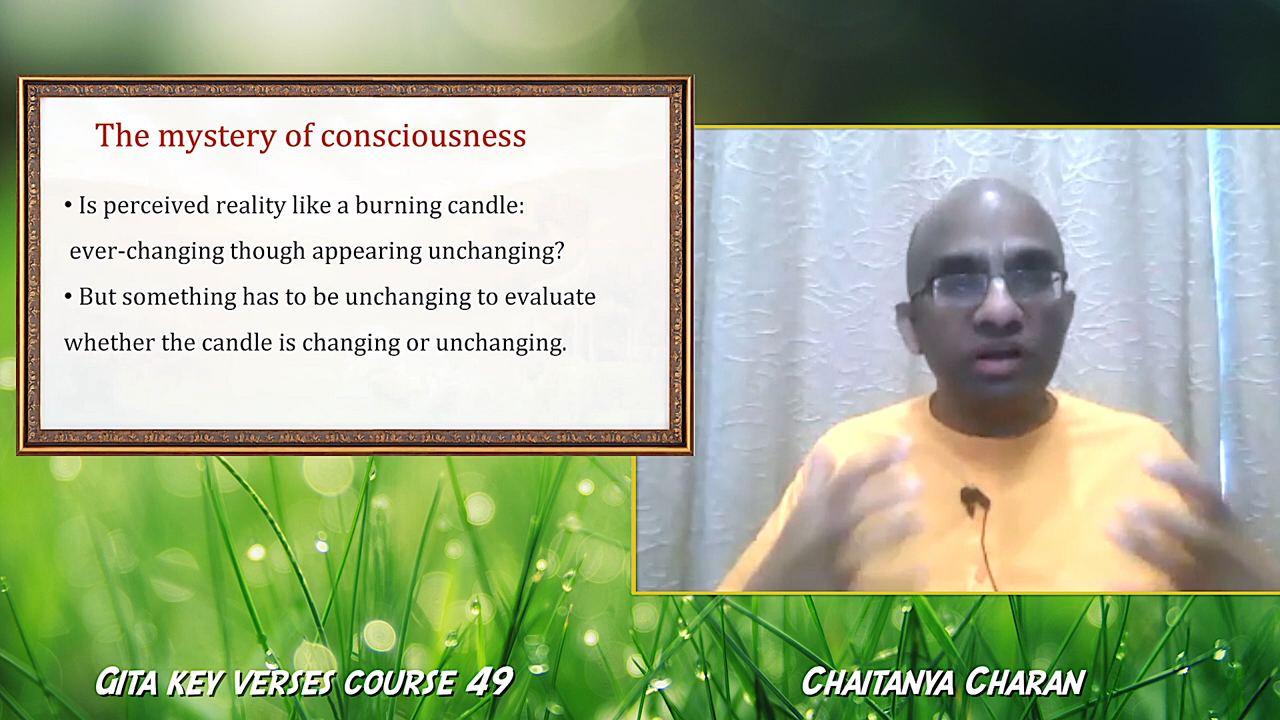 The mystery of consciousness
• Is perceived reality like a burning candle:
ever-changing though appearing unchanging?
• But something has to be unchanging to evaluate
whether the candle is changing or unchanging.
GITA KEY VERSES COURSE 49
CHAITANYA CHARAN